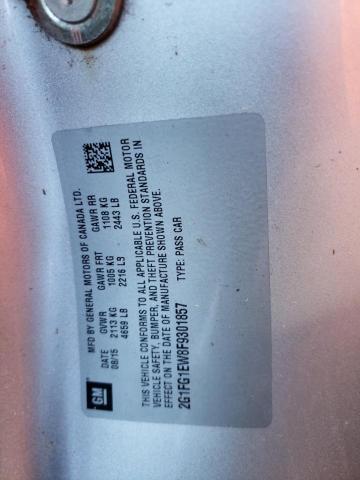 GM
MFD BY GENERAL MOTORS OF CANADA LTD.
DATE GVWR GAWR FRT GAWR RR
08/15 2113 KG 1005 KG 1108 KG
4659 LB 2216 LB 2443 LB
THIS VEHICLE CONFORMS TO ALL APPLICABLE U.S. FEDERAL MOTOR
VEHICLE SAFETY, BUMPER, AND THEFT PREVENTION STANDARDS IN
EFFECT ON THE DATE OF MANUFACTURE SHOWN ABOVE.
2G1FG1EW8F9301857 TYPE: PASS CAR